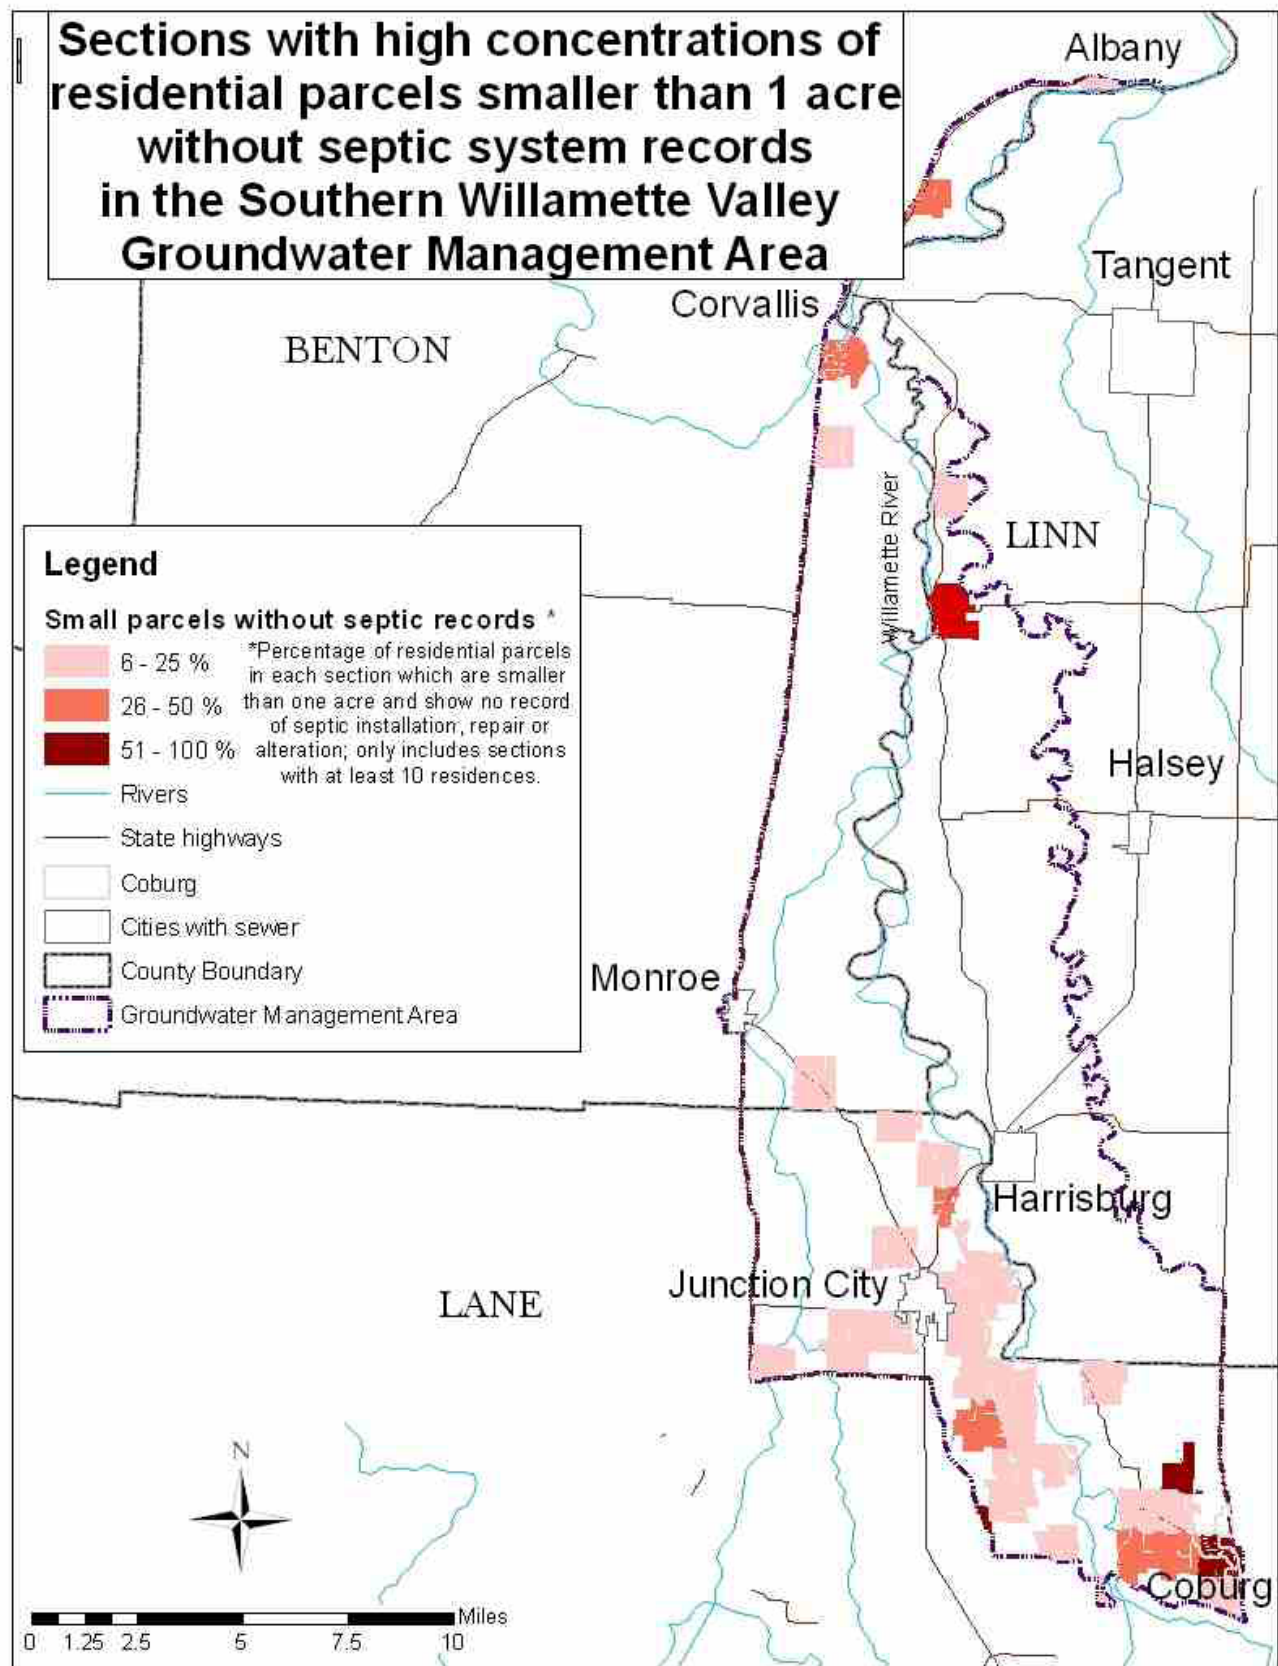 Sections with high concentrations of
residential parcels smaller than 1 acre
without septic system records
in the Southern Willamette Valley
Groundwater Management Area
Albany
Tangent
Corvallis
BENTON
Willamette River
LINN
Legend
Small parcels without septic records *
6 - 25 %
26 - 50 %
51 - 100 %
*Percentage of residential parcels
in each section which are smaller
than one acre and show no record
of septic installation, repair or
alteration; only includes sections
with at least 10 residences.
Rivers
State highways
Coburg
Cities with sewer
County Boundary
Groundwater Management Area
Halsey
Monroe
Harrisburg
Junction City
LANE
N
Coburg
Miles
0 1.25 2.5 5 7.5 10